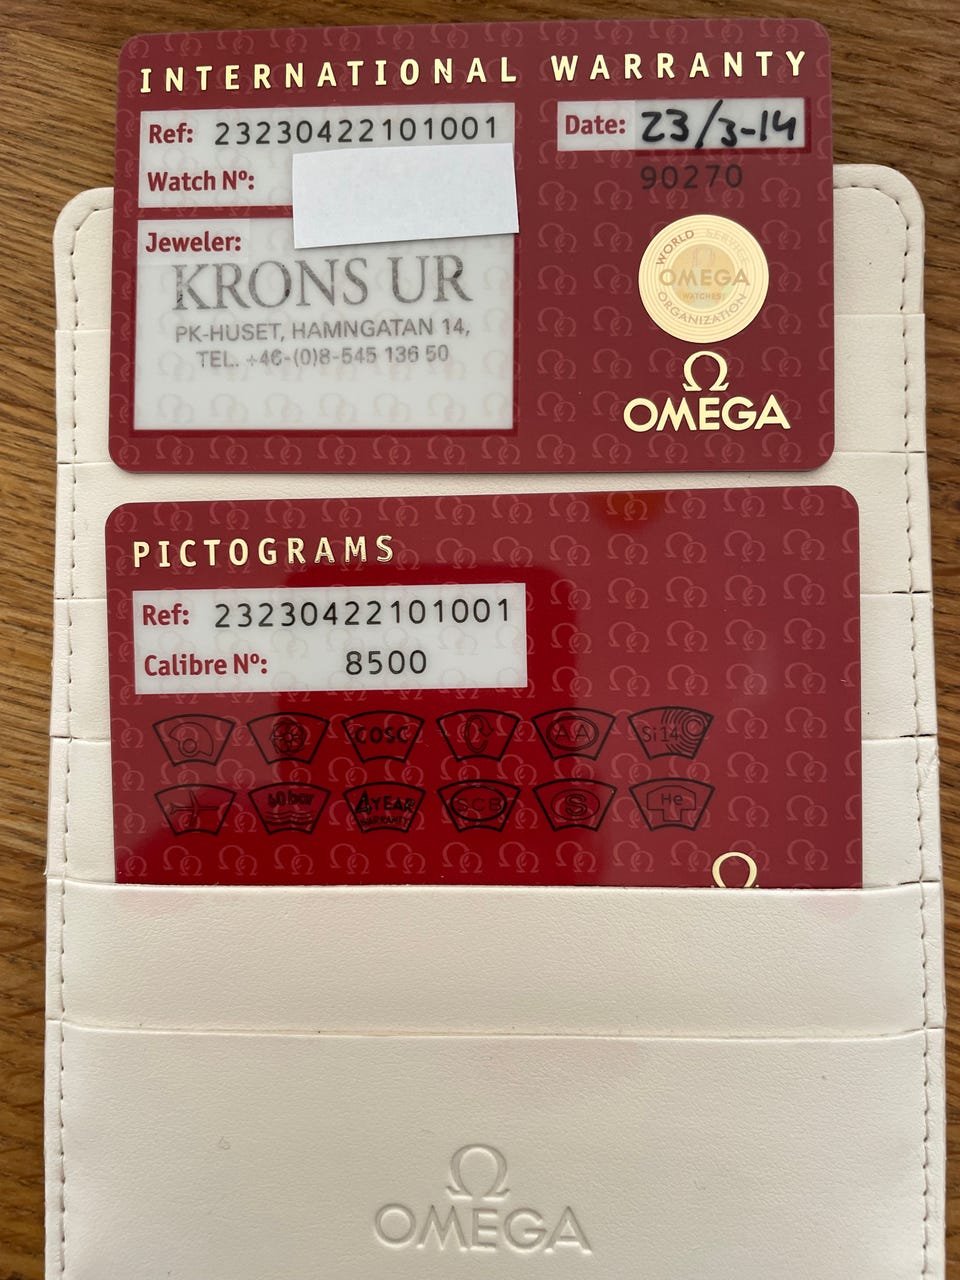 INTERNATIONAL WARRANTY
Ref: 23230422101001
Date: 23/3-14
Watch Nº:
90270
Jeweler:
KRONS UR
PK-HUSET, HAMNGATAN 14,
TEL. +46-(0)8-545 136 50
WORLD SERVICE
OMEGA
WATCHES
ORGANIZATION
Ω
OMEGA
PICTOGRAMS
Ref: 23230422101001
Calibre Nº: 8500
COSC
AA
Si14
60bar
4 YEAR
WARRANTY
SCB
S
He
Ω
Ω
OMEGA